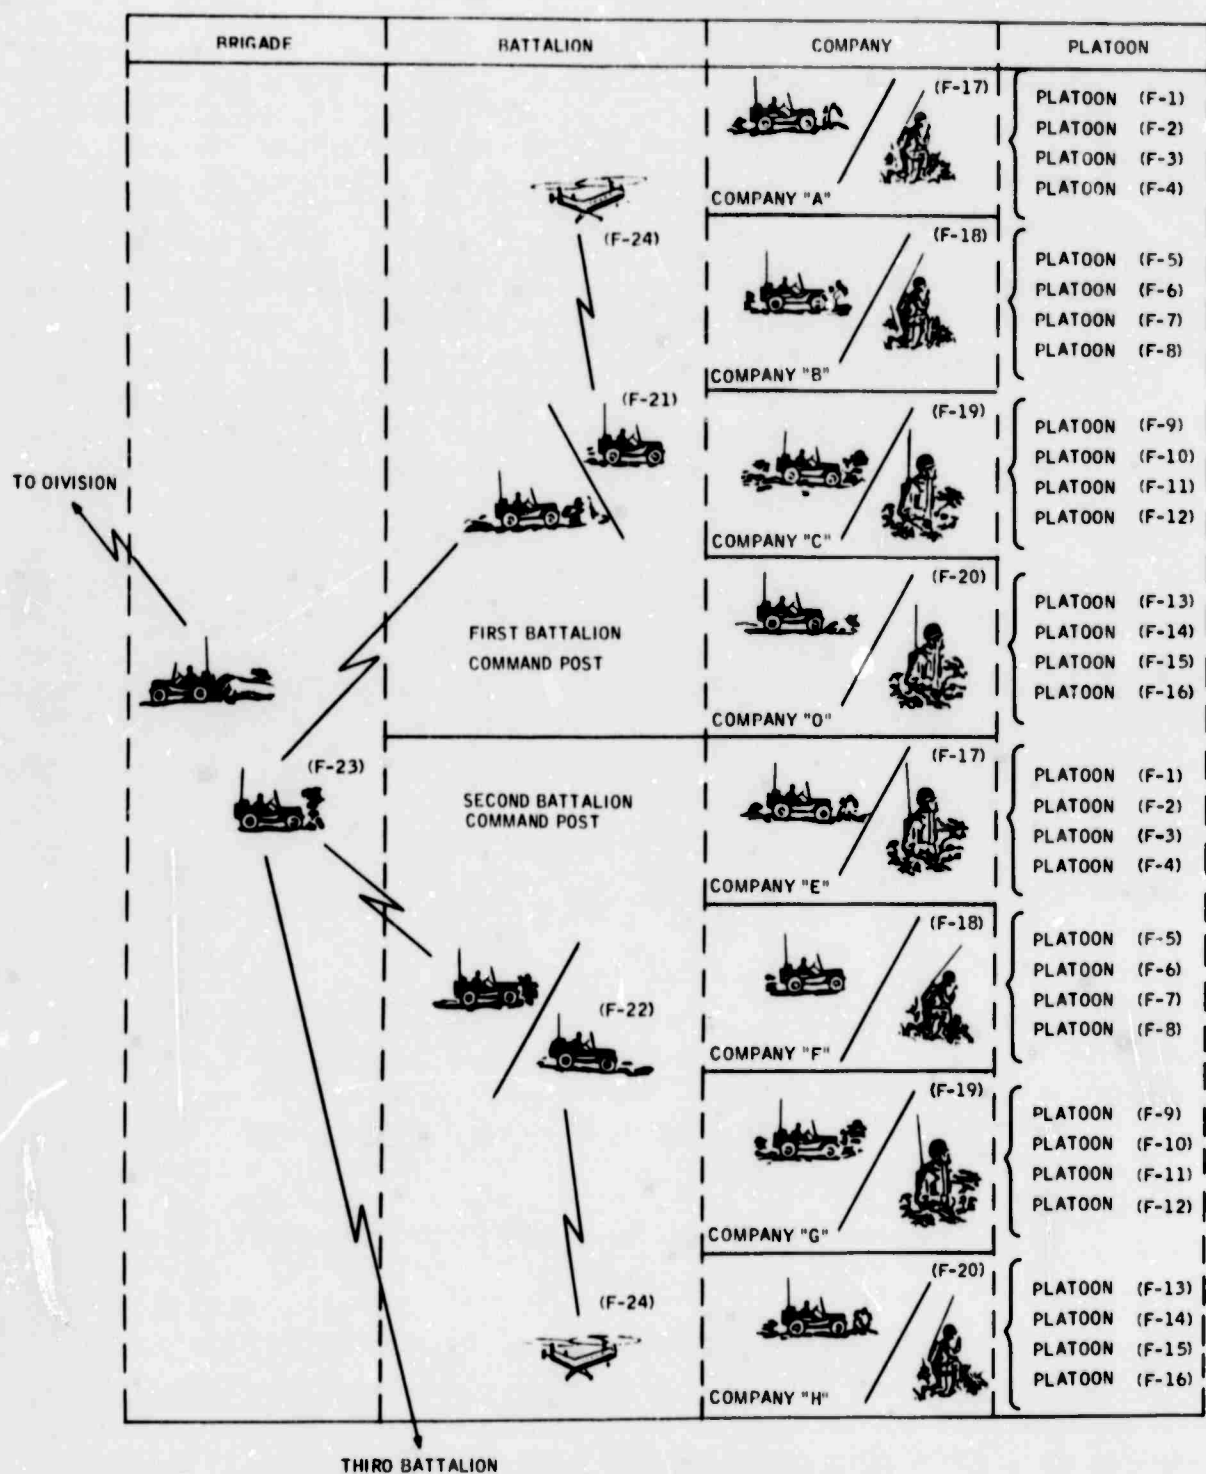 BRIGADE
BATTALION
COMPANY
PLATOON
(F-17)
COMPANY "A"
PLATOON (F-1)
PLATOON (F-2)
PLATOON (F-3)
PLATOON (F-4)
(F-24)
(F-18)
COMPANY "B"
PLATOON (F-5)
PLATOON (F-6)
PLATOON (F-7)
PLATOON (F-8)
(F-21)
(F-19)
COMPANY "C"
PLATOON (F-9)
PLATOON (F-10)
PLATOON (F-11)
PLATOON (F-12)
TO DIVISION
FIRST BATTALION
COMMAND POST
(F-20)
COMPANY "D"
PLATOON (F-13)
PLATOON (F-14)
PLATOON (F-15)
PLATOON (F-16)
(F-23)
SECOND BATTALION
COMMAND POST
(F-17)
COMPANY "E"
PLATOON (F-1)
PLATOON (F-2)
PLATOON (F-3)
PLATOON (F-4)
(F-18)
COMPANY "F"
PLATOON (F-5)
PLATOON (F-6)
PLATOON (F-7)
PLATOON (F-8)
(F-22)
(F-19)
COMPANY "G"
PLATOON (F-9)
PLATOON (F-10)
PLATOON (F-11)
PLATOON (F-12)
(F-24)
(F-20)
COMPANY "H"
PLATOON (F-13)
PLATOON (F-14)
PLATOON (F-15)
PLATOON (F-16)
THIRD BATTALION